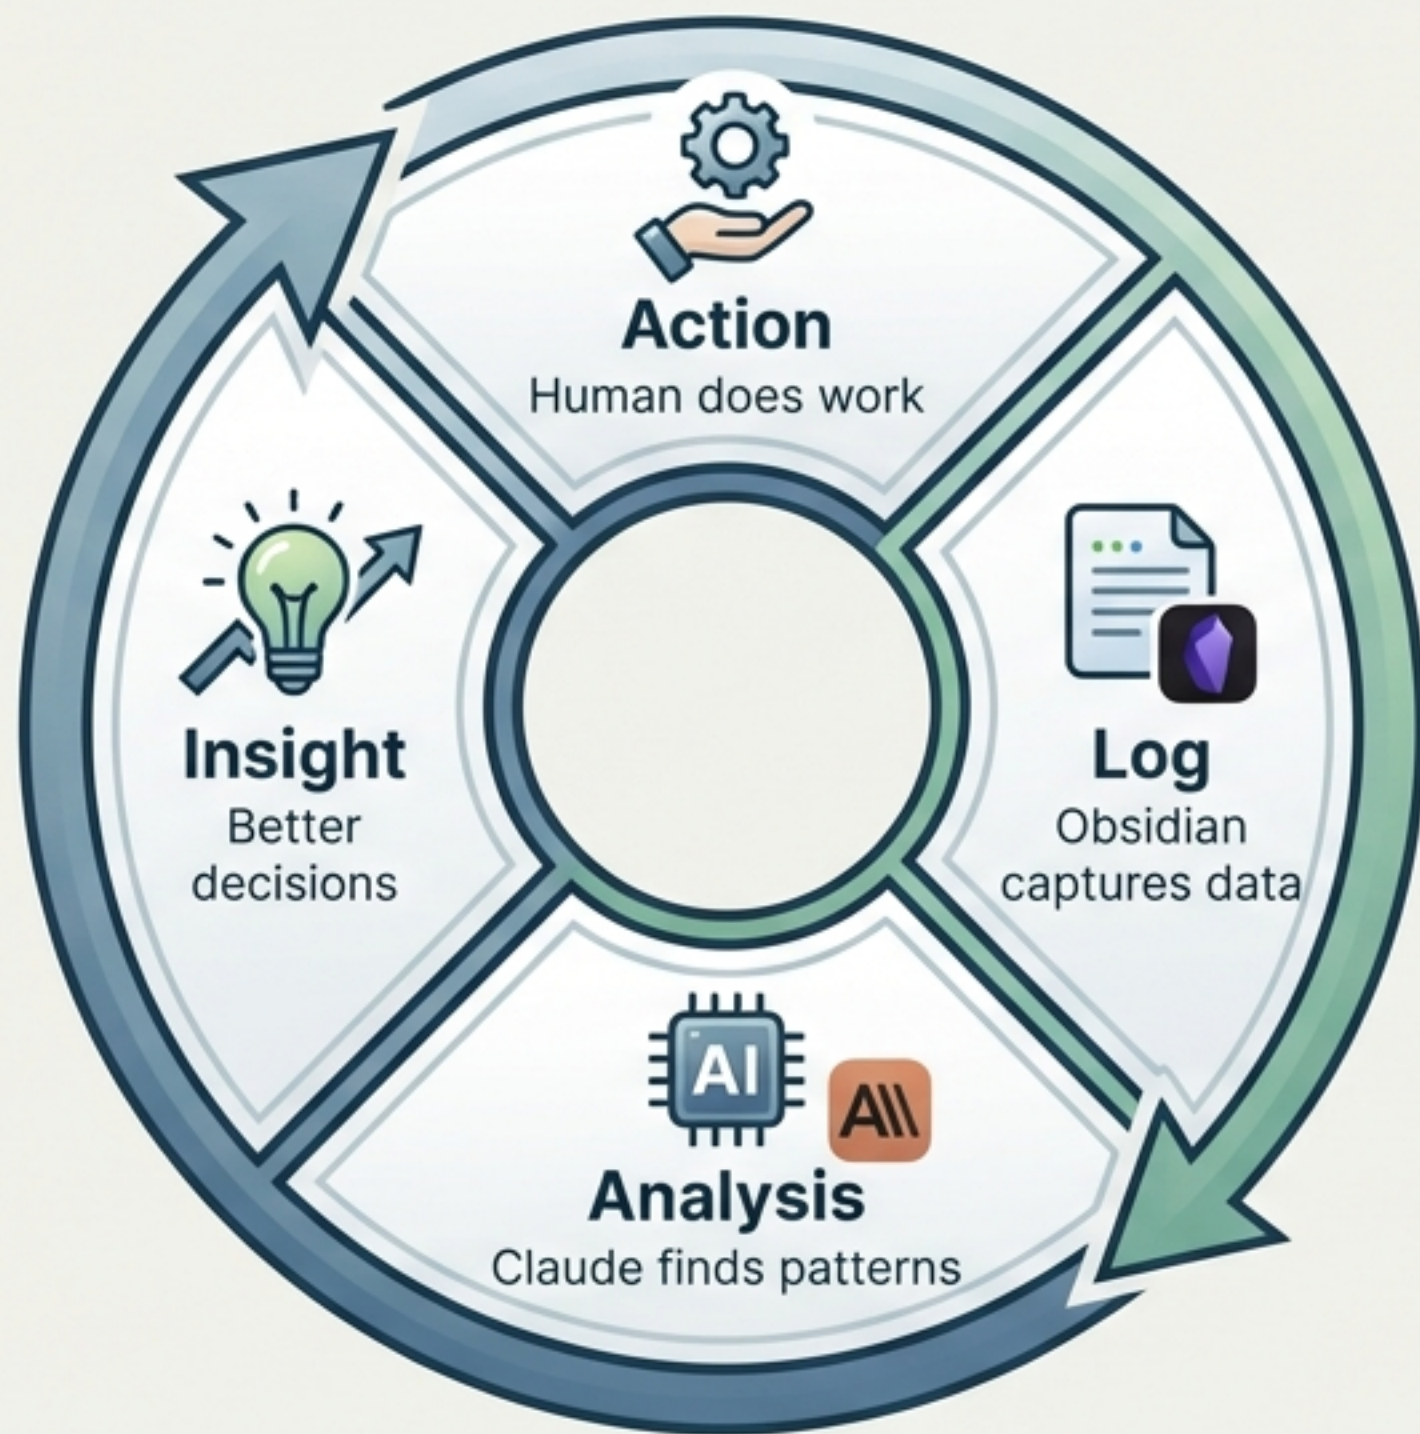 Action
Human does work
Log
Obsidian
captures data
AI
A\\
Analysis
Claude finds patterns
Insight
Better
decisions